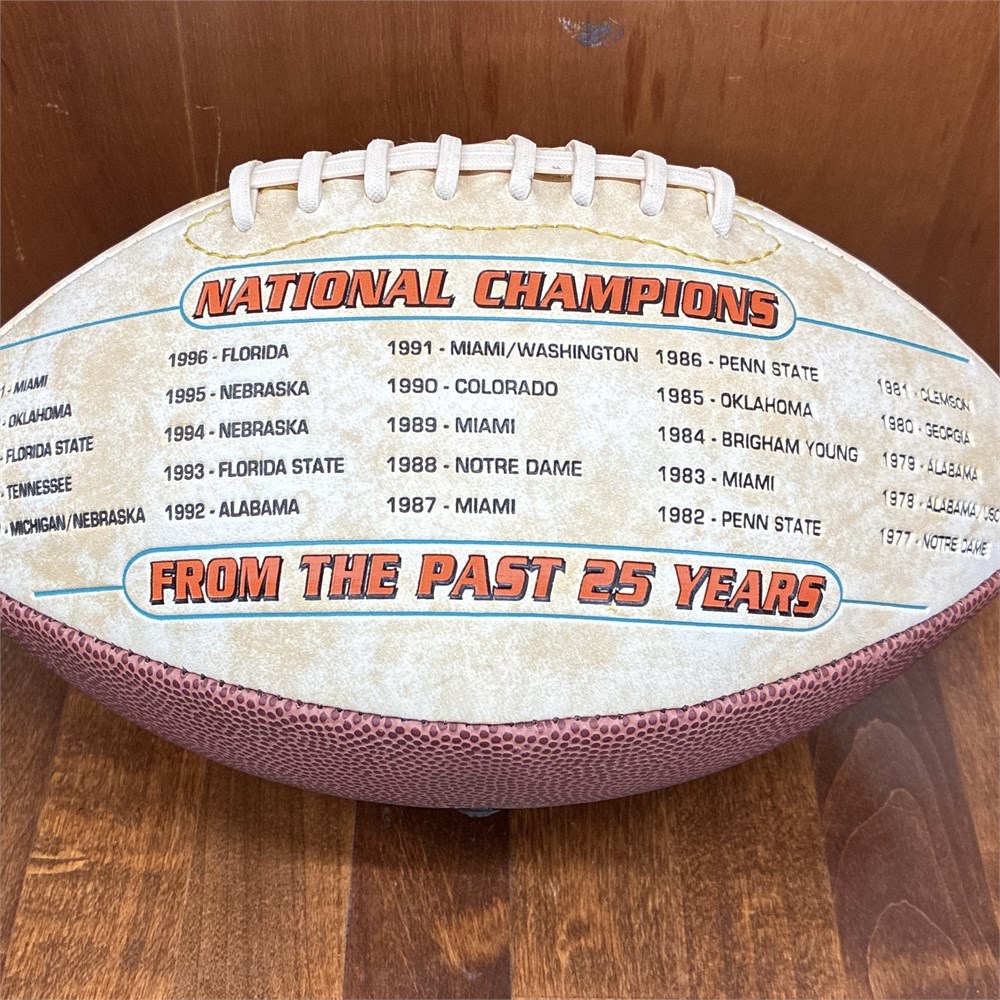 NATIONAL CHAMPIONS
1 - MIAMI
- OKLAHOMA
- FLORIDA STATE
- TENNESSEE
- MICHIGAN/NEBRASKA
1996 - FLORIDA
1995 - NEBRASKA
1994 - NEBRASKA
1993 - FLORIDA STATE
1992 - ALABAMA
1991 - MIAMI/WASHINGTON
1990 - COLORADO
1989 - MIAMI
1988 - NOTRE DAME
1987 - MIAMI
1986 - PENN STATE
1985 - OKLAHOMA
1984 - BRIGHAM YOUNG
1983 - MIAMI
1982 - PENN STATE
1981 - CLEMSON
1980 - GEORGIA
1979 - ALABAMA
1978 - ALABAMA/USC
1977 - NOTRE DAME
FROM THE PAST 25 YEARS